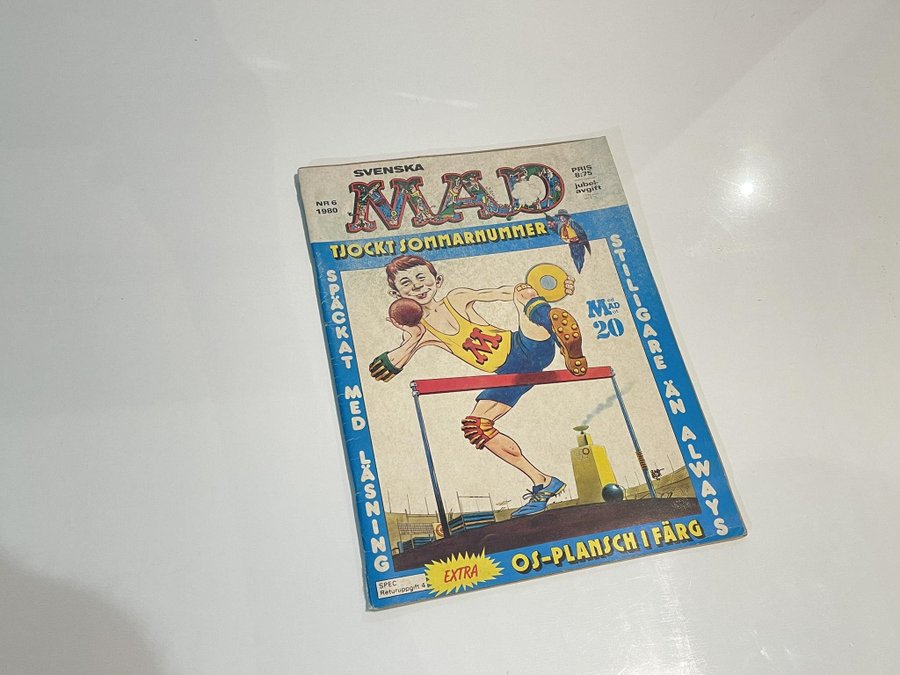 SVENSKA
MAD
NR 6
1980
PRIS
8:75
jubel-
avgift
TJOCKT SOMMARNUMMER
SPÄCKAT MED LÄSNING
STILIGARE ÄN ALWAYS
MAD
20
M
EXTRA
OS-PLANSCH I FÄRG
SPEC
Returuppgift 4